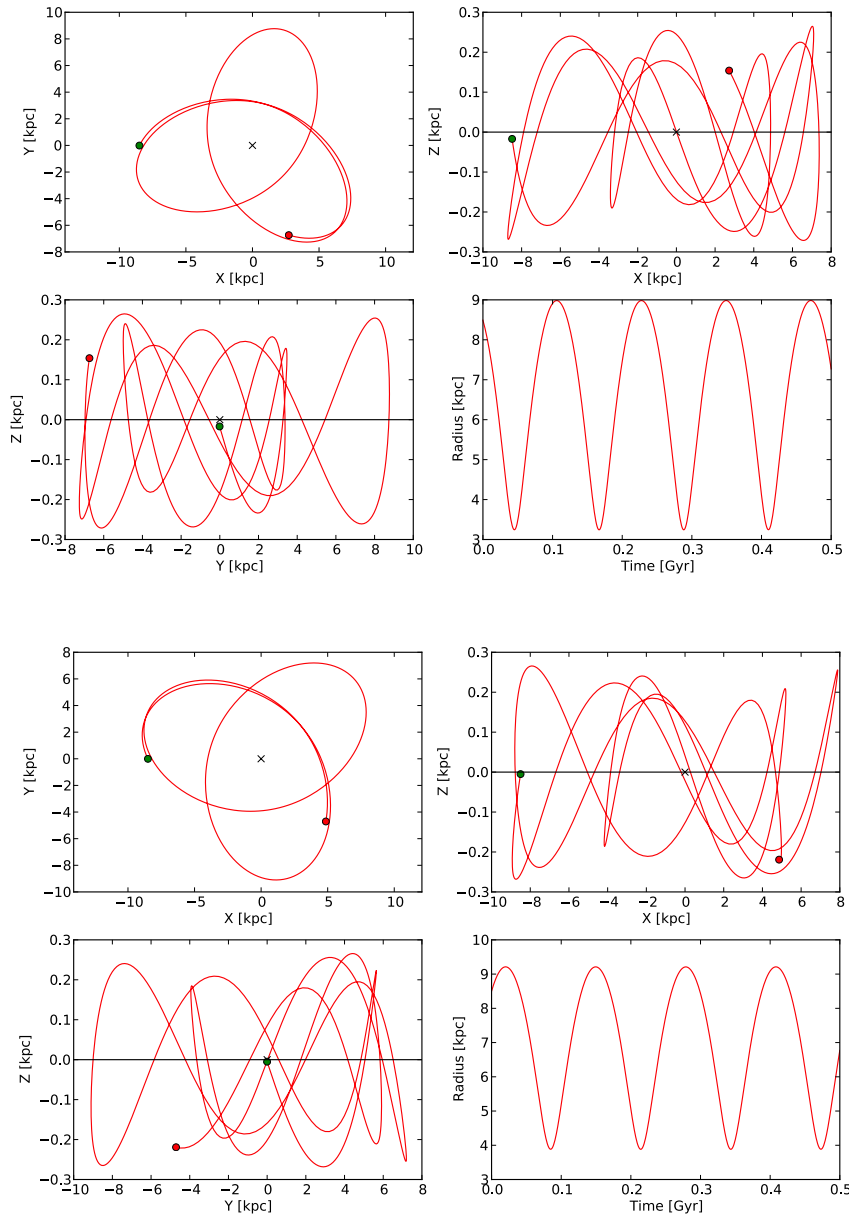 10
8
6
4
2
0
−2
−4
−6
−8
−10 −5 0 5 10
X [kpc]
Y [kpc]
0.3
0.2
0.1
0.0
−0.1
−0.2
−0.3
−10 −8 −6 −4 −2 0 2 4 6 8
X [kpc]
Z [kpc]
0.3
0.2
0.1
0.0
−0.1
−0.2
−0.3
−8 −6 −4 −2 0 2 4 6 8 10
Y [kpc]
Z [kpc]
9
8
7
6
5
4
3
0.0 0.1 0.2 0.3 0.4 0.5
Time [Gyr]
Radius [kpc]
8
6
4
2
0
−2
−4
−6
−8
−10
−10 −5 0 5 10
X [kpc]
Y [kpc]
0.3
0.2
0.1
0.0
−0.1
−0.2
−0.3
−10 −8 −6 −4 −2 0 2 4 6 8
X [kpc]
Z [kpc]
0.3
0.2
0.1
0.0
−0.1
−0.2
−0.3
−10 −8 −6 −4 −2 0 2 4 6 8
Y [kpc]
Z [kpc]
10
9
8
7
6
5
4
3
0.0 0.1 0.2 0.3 0.4 0.5
Time [Gyr]
Radius [kpc]